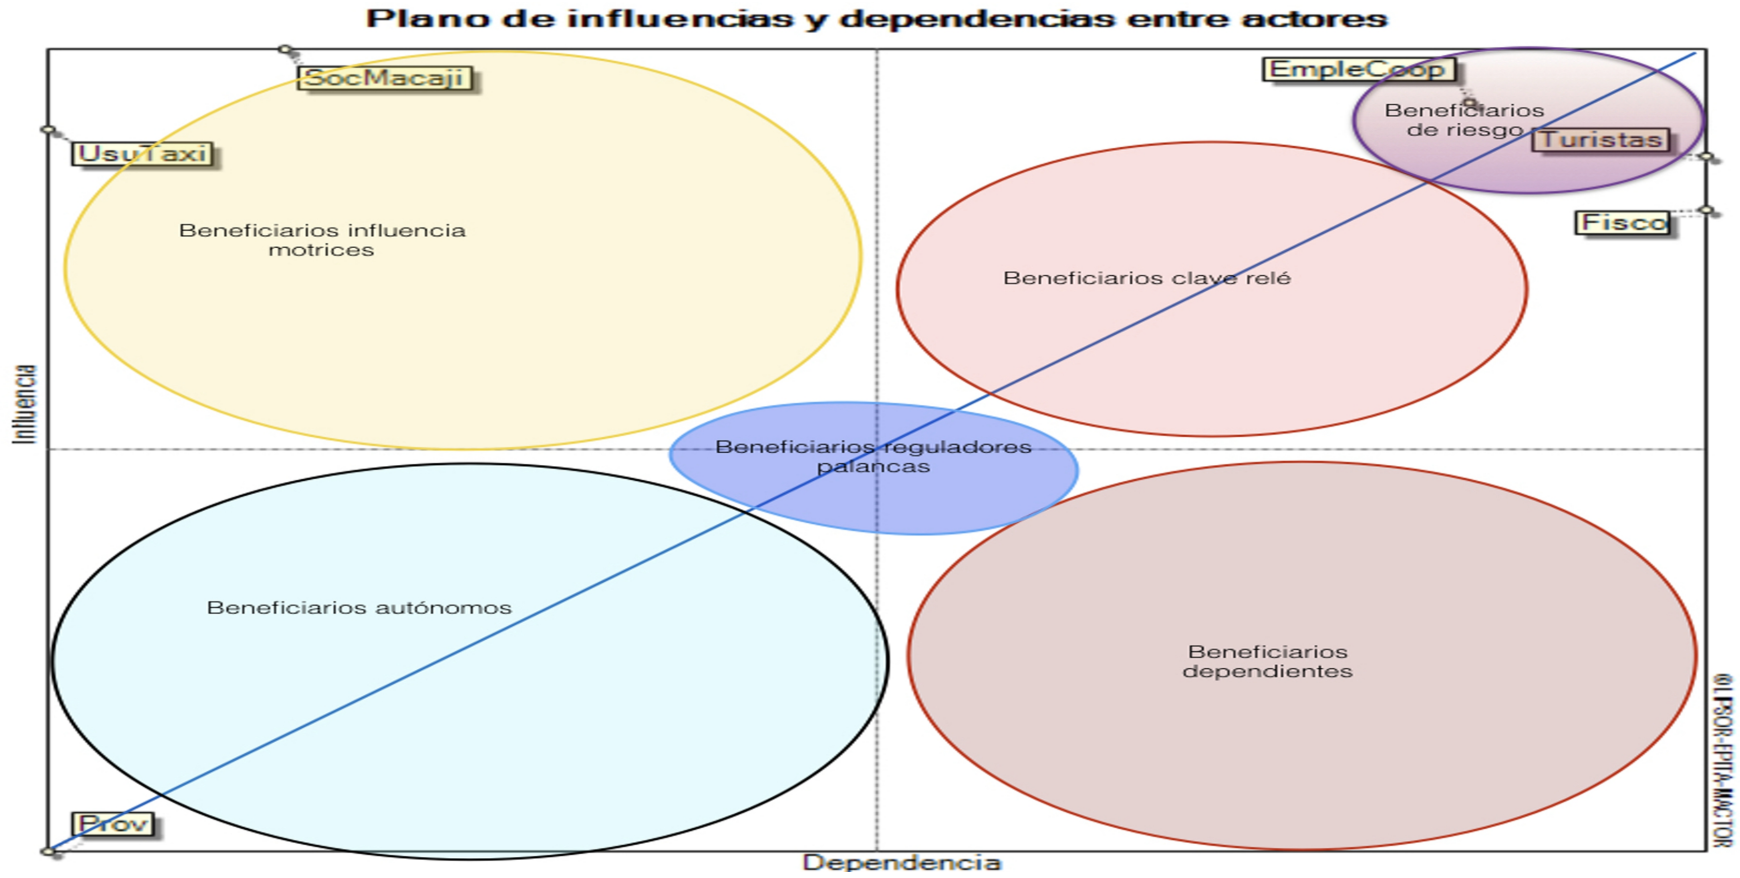 Plano de influencias y dependencias entre actores
SocMacaji
EmpleCoop
Beneficiarios
de riesgo
Turistas
UsuTaxi
Fisco
Beneficiarios influencia
motrices
Beneficiarios clave relé
Influencia
Beneficiarios reguladores
palancas
Beneficiarios autónomos
Beneficiarios
dependientes
@LIPSOR-EPITA-MACTOR
Prov
Dependencia